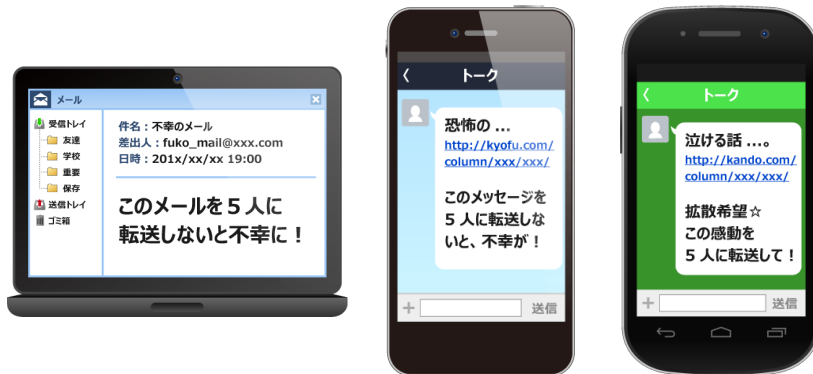 メール
受信トレイ
友達
学校
重要
保存
送信トレイ
ゴミ箱
件名：不幸のメール
差出人：fuko_mail@xxx.com
日時：201x/xx/xx 19:00
このメールを５人に
転送しないと不幸に！
トーク
恐怖の ...
http://kyofu.com/
column/xxx/xxx/
このメッセージを
５人に転送しな
いと、不幸が！
送信
トーク
泣ける話 ...。
http://kando.com/
column/xxx/xxx/
拡散希望☆
この感動を
５人に転送して！
送信